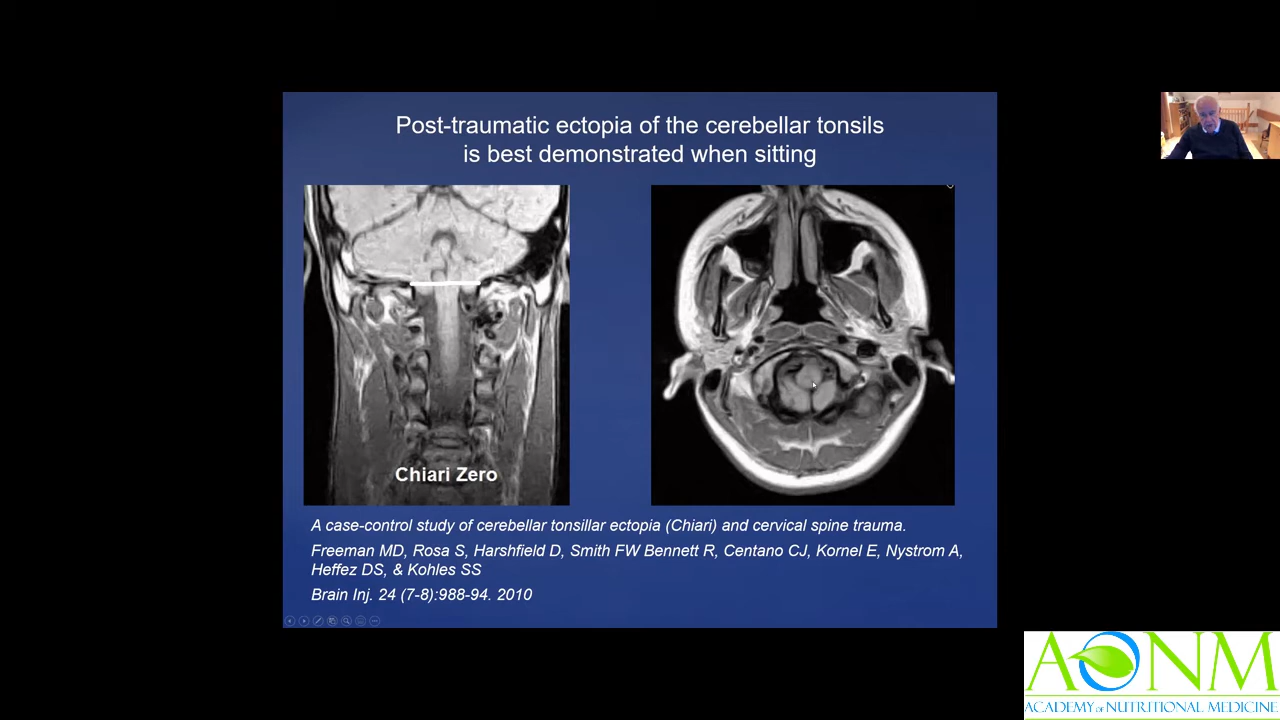 Post-traumatic ectopia of the cerebellar tonsils
is best demonstrated when sitting
Chiari Zero
A case-control study of cerebellar tonsillar ectopia (Chiari) and cervical spine trauma.
Freeman MD, Rosa S, Harshfield D, Smith FW Bennett R, Centano CJ, Kornel E, Nystrom A,
Heffez DS, & Kohles SS
Brain Inj. 24 (7-8):988-94. 2010
AONM
ACADEMY of NUTRITIONAL MEDICINE